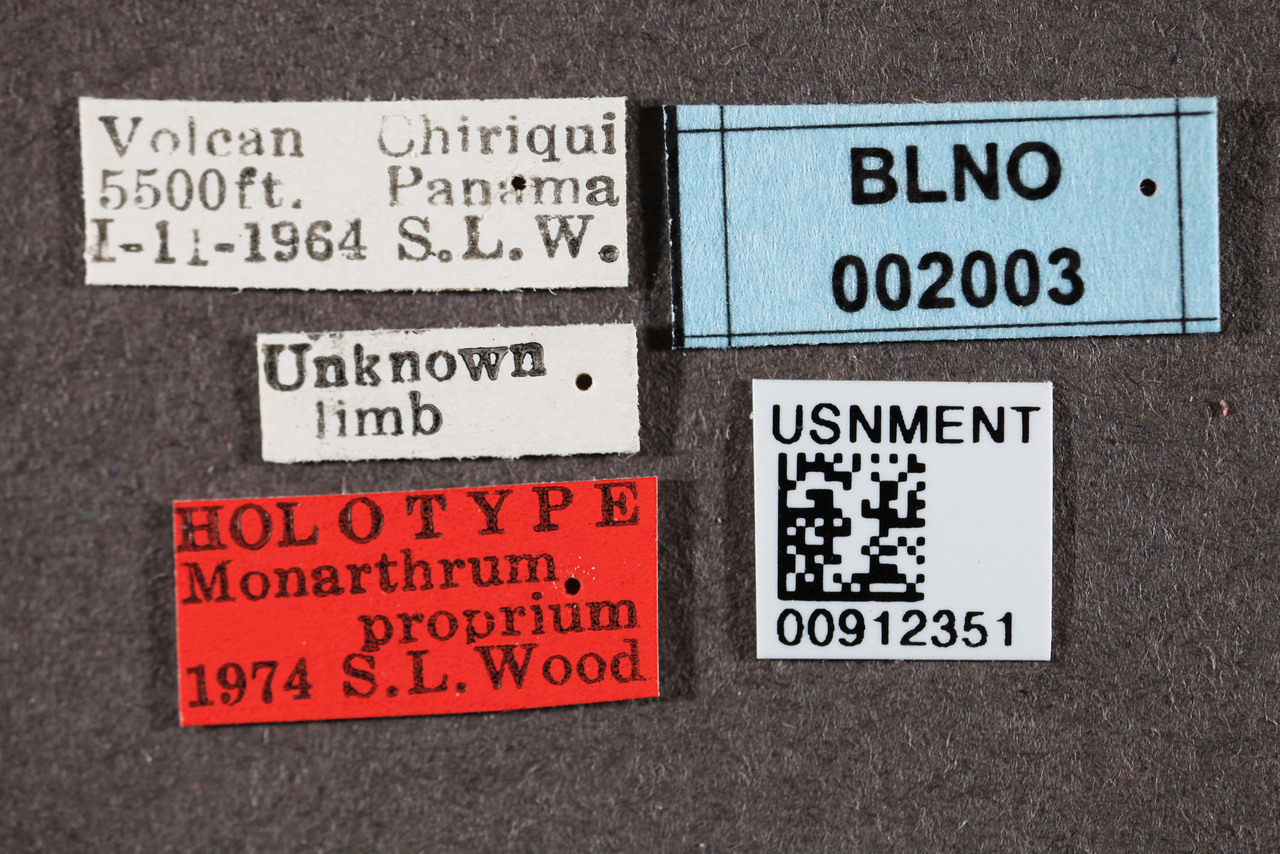 Volcan Chiriqui
5500ft. Panama
I-11-1964 S.L.W.
Unknown
limb
HOLOTYPE
Monarthrum
proprium
1974 S.L.Wood
BLNO
002003
USNMENT
00912351